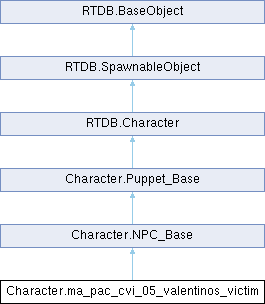 RTDB.BaseObject
RTDB.SpawnableObject
RTDB.Character
Character.Puppet_Base
Character.NPC_Base
Character.ma_pac_cvi_05_valentinos_victim